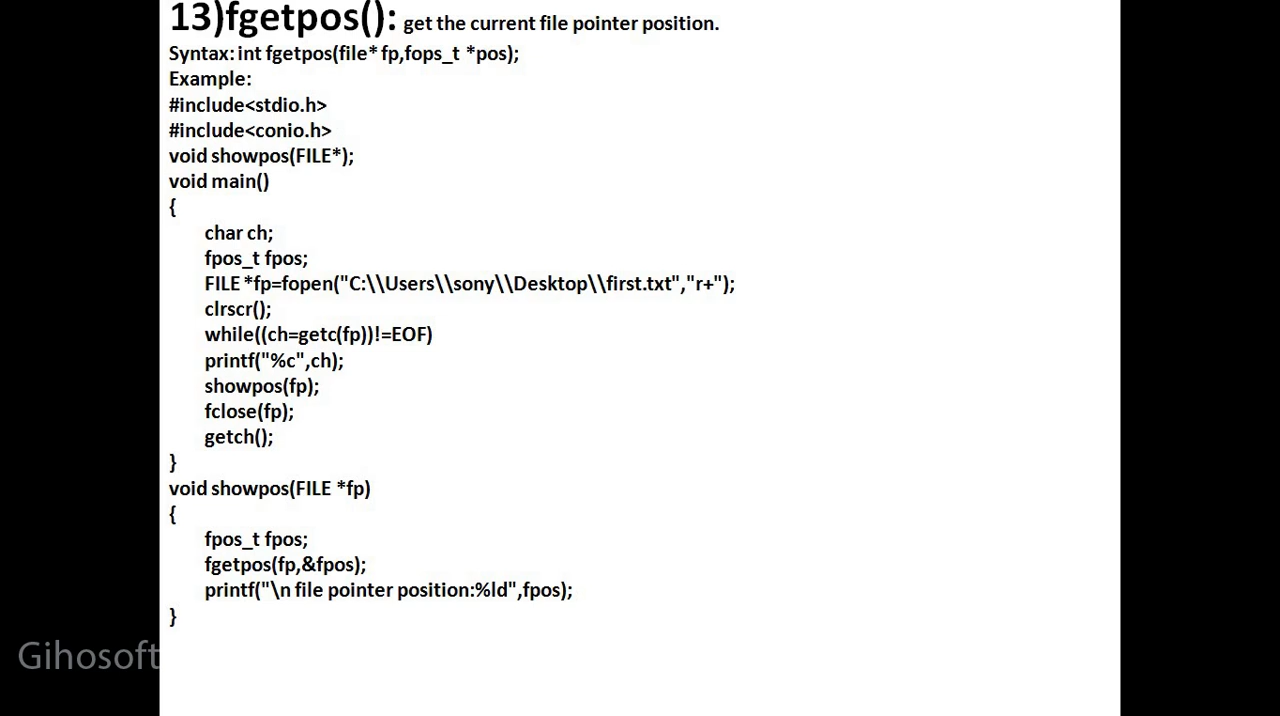 13)fgetpos(): get the current file pointer position.
Syntax: int fgetpos(file* fp,fops_t *pos);
Example:
#include<stdio.h>
#include<conio.h>
void showpos(FILE*);
void main()
{
char ch;
fpos_t fpos;
FILE *fp=fopen("C:\\Users\\sony\\Desktop\\first.txt","r+");
clrscr();
while((ch=getc(fp))!=EOF)
printf("%c",ch);
showpos(fp);
fclose(fp);
getch();
}
void showpos(FILE *fp)
{
fpos_t fpos;
fgetpos(fp,&fpos);
printf("\n file pointer position:%ld",fpos);
}
Gihosoft